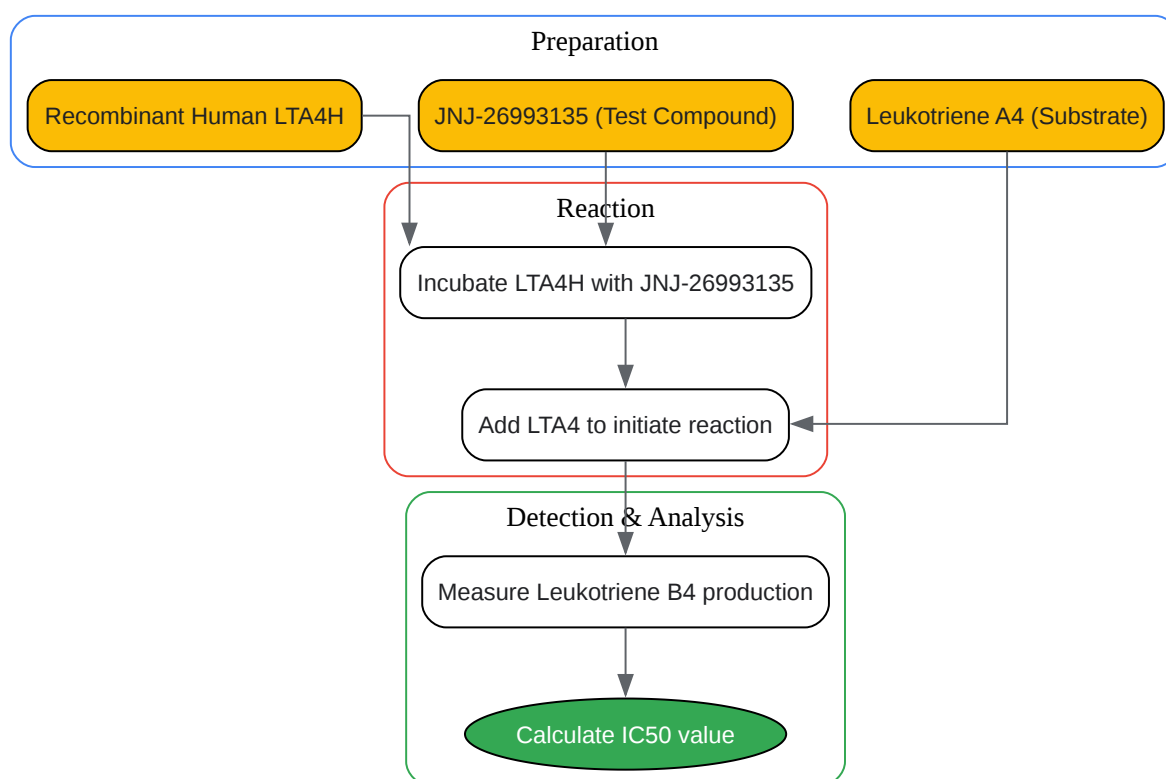 Preparation
Recombinant Human LTA4H
JNJ-26993135 (Test Compound)
Leukotriene A4 (Substrate)
Reaction
Incubate LTA4H with JNJ-26993135
Add LTA4 to initiate reaction
Detection & Analysis
Measure Leukotriene B4 production
Calculate IC50 value